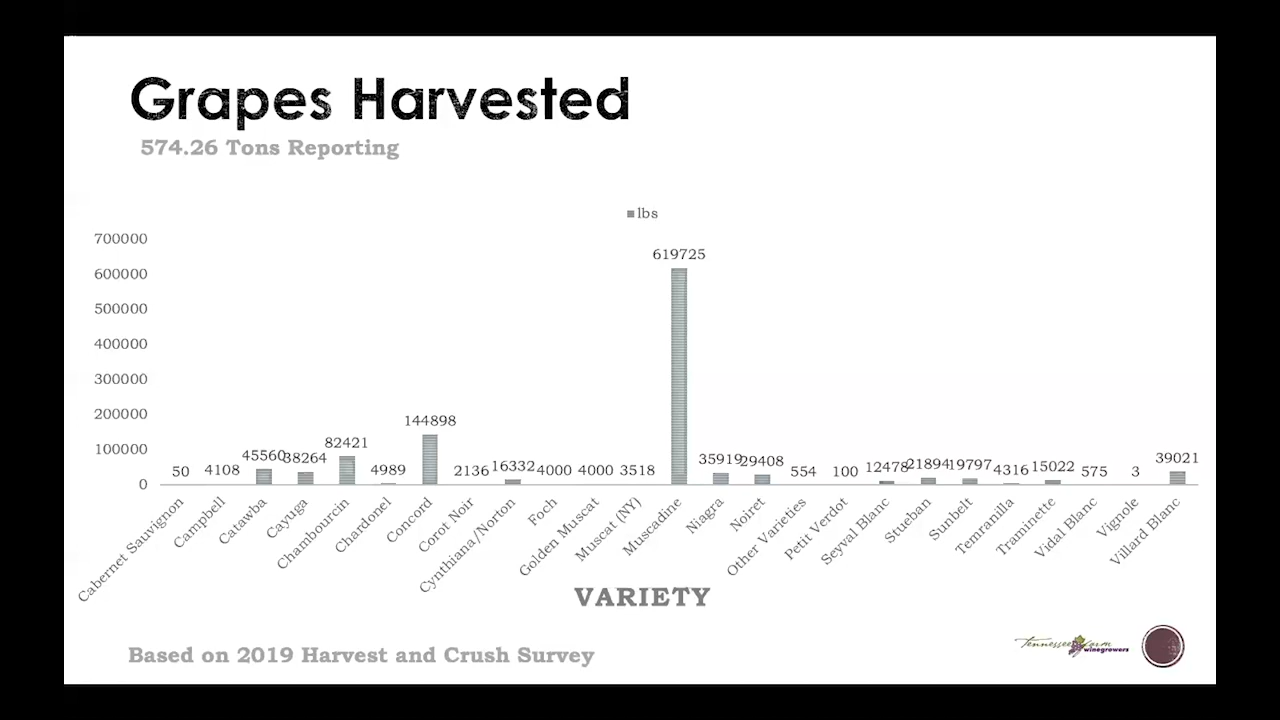 Grapes Harvested
574.26 Tons Reporting
lbs
700000
600000
500000
400000
300000
200000
100000
0
50
4108
45560
38264
82421
4989
144898
2136
16332
4000
4000
3518
619725
35919
29408
554
100
12478
21894
19797
4316
15022
575
3
39021
Cabernet Sauvignon
Campbell
Catawba
Cayuga
Chambourcin
Chardonel
Concord
Corot Noir
Cynthiana/Norton
Foch
Golden Muscat
Muscat (NY)
Muscadine
Niagra
Noiret
Other Varieties
Petit Verdot
Seyval Blanc
Stueban
Sunbelt
Temranilla
Traminette
Vidal Blanc
Vignole
Villard Blanc
VARIETY
Based on 2019 Harvest and Crush Survey
Tennessee farm
winegrowers